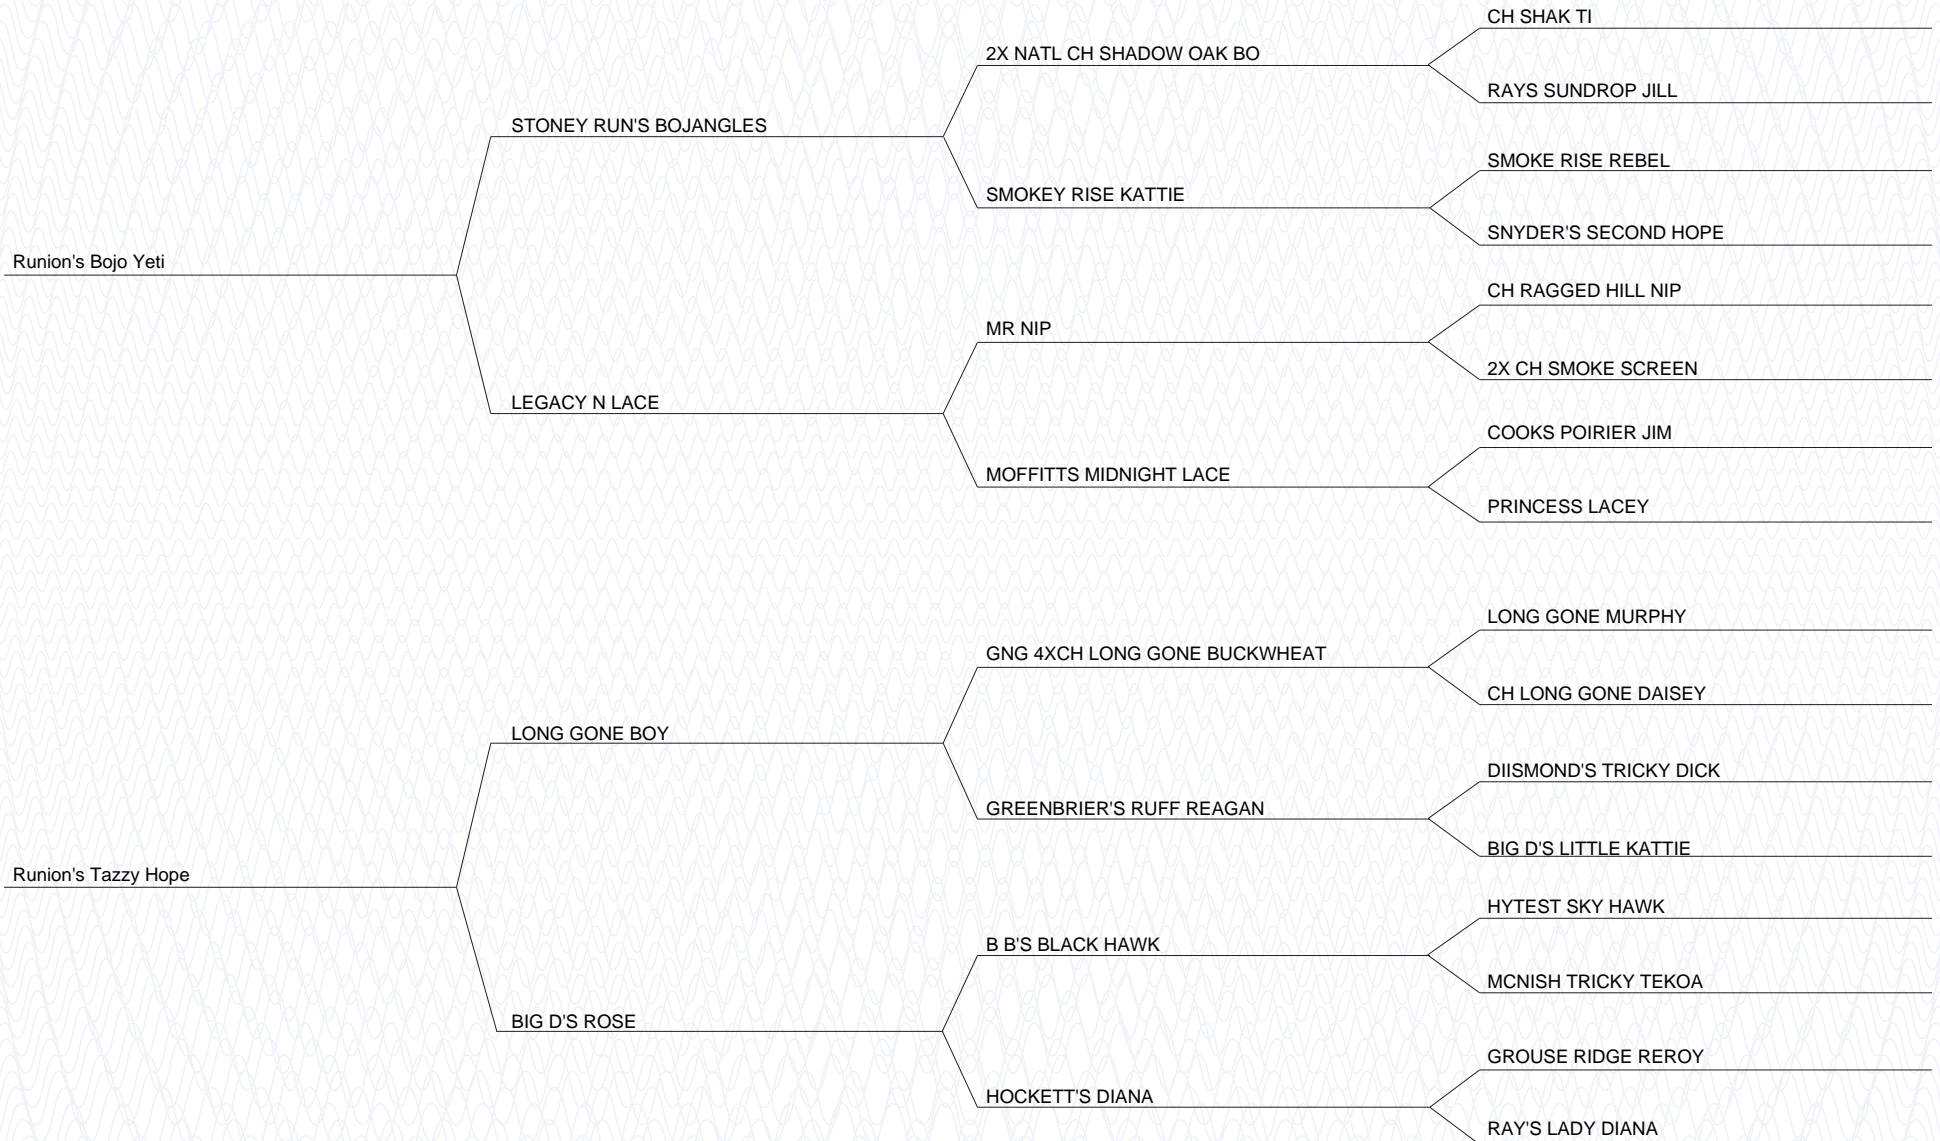 CH SHAK TI
2X NATL CH SHADOW OAK BO
RAYS SUNDROP JILL
STONEY RUN'S BOJANGLES
SMOKE RISE REBEL
SMOKEY RISE KATTIE
SNYDER'S SECOND HOPE
Runion's Bojo Yeti
CH RAGGED HILL NIP
MR NIP
2X CH SMOKE SCREEN
LEGACY N LACE
COOKS POIRIER JIM
MOFFITTS MIDNIGHT LACE
PRINCESS LACEY
LONG GONE MURPHY
GNG 4XCH LONG GONE BUCKWHEAT
CH LONG GONE DAISEY
LONG GONE BOY
DIISMOND'S TRICKY DICK
GREENBRIER'S RUFF REAGAN
BIG D'S LITTLE KATTIE
Runion's Tazzy Hope
HYTEST SKY HAWK
B B'S BLACK HAWK
MCNISH TRICKY TEKOA
BIG D'S ROSE
GROUSE RIDGE REROY
HOCKETT'S DIANA
RAY'S LADY DIANA